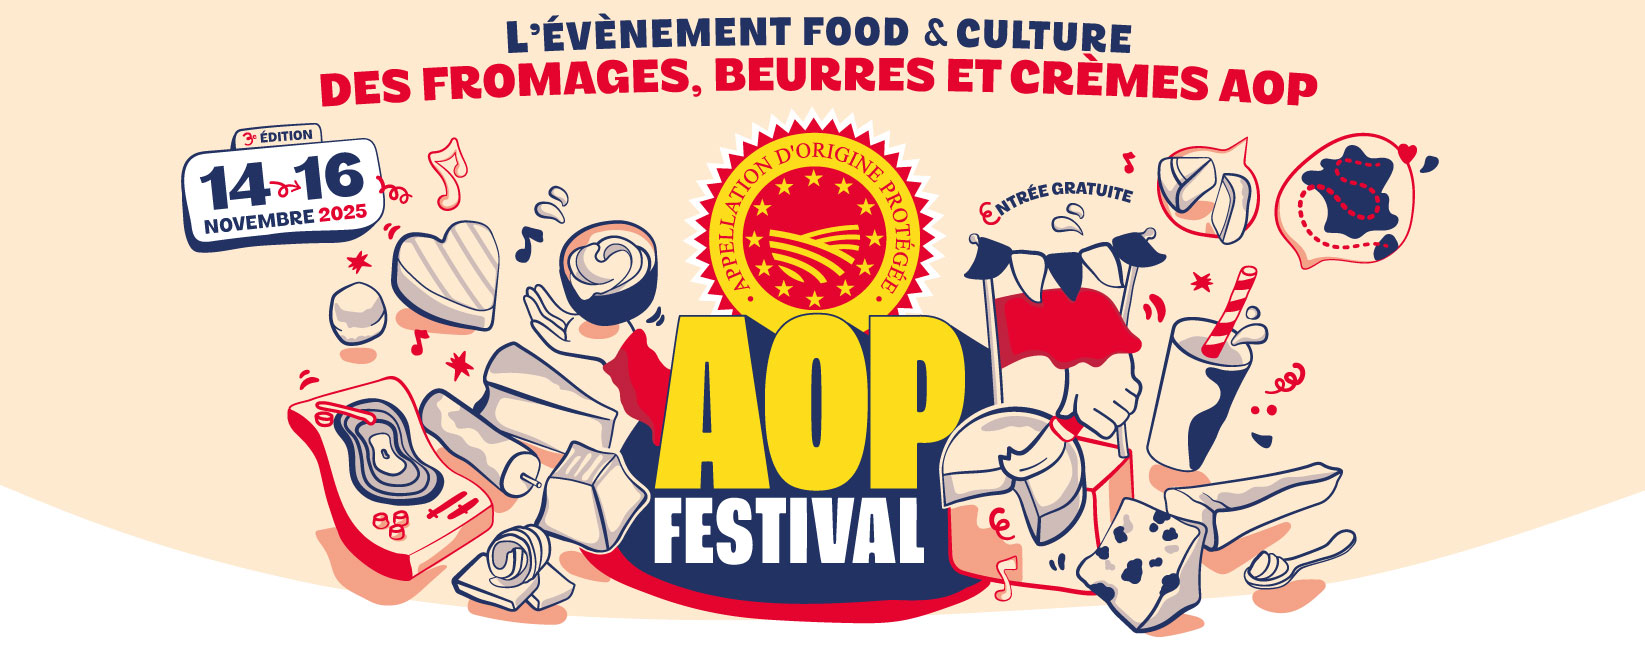 L'ÉVÈNEMENT FOOD & CULTURE
DES FROMAGES, BEURRES ET CRÈMES AOP
3e ÉDITION
14 16
NOVEMBRE 2025
APPELLATION D'ORIGINE PROTÉGÉE
ENTRÉE GRATUITE
AOP
FESTIVAL